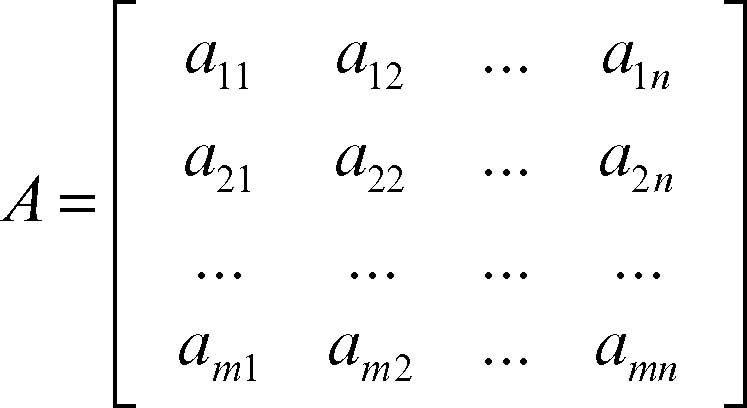 a₁₁ a₁₂ ... a₁ₙ
a₂₁ a₂₂ ... a₂ₙ
A =
... ... ... ...
aₘ₁ aₘ₂ ... aₘₙ